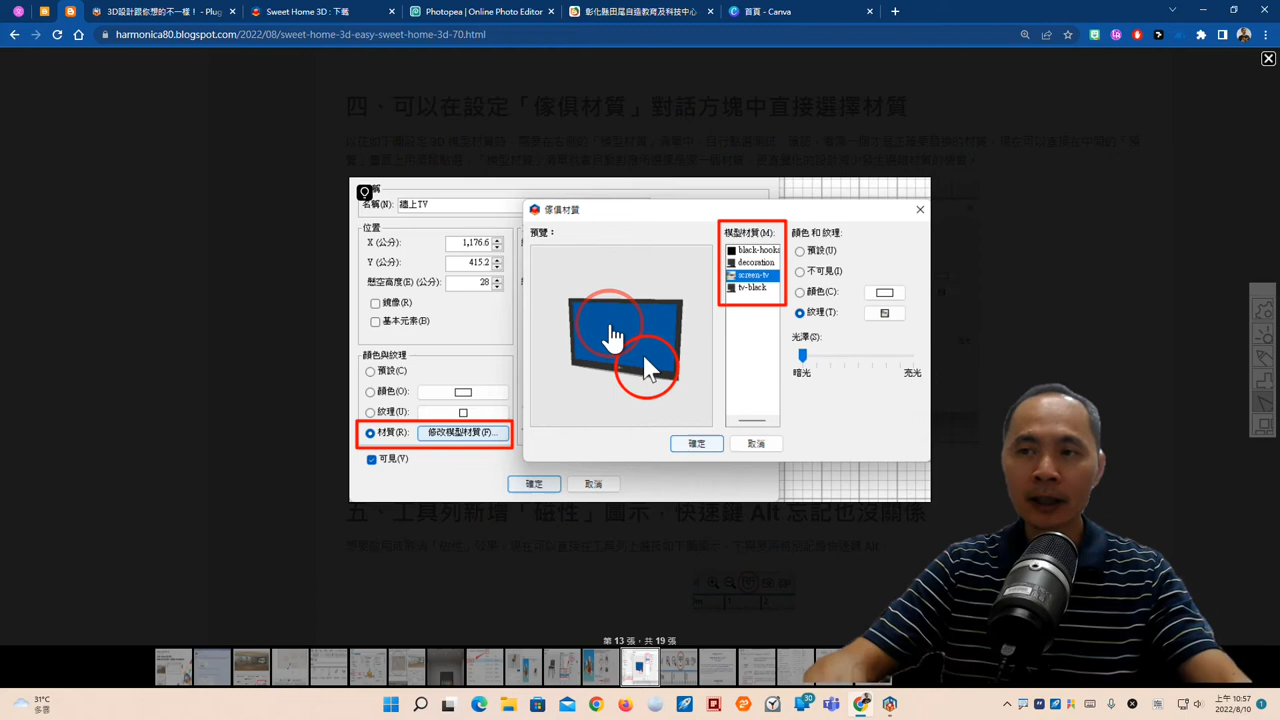 3D設計跟你想的不一樣！ - Plug
Sweet Home 3D : 下載
Photopea | Online Photo Editor
彰化縣田尾自造教育及科技中心
首頁 - Canva
harmonica80.blogspot.com/2022/08/sweet-home-3d-easy-sweet-home-3d-70.html
四、可以在設定「傢俱材質」對話方塊中直接選擇材質
名稱(N):
牆上TV
位置
X (公分)
1,176.6
Y (公分)
415.2
懸空高度(E) (公分)
28
鏡像(R)
基本元素(B)
顏色與紋理
預設(C)
顏色(O):
紋理(U):
材質(R):
修改模型材質(F)...
可見(V)
確定
取消
傢俱材質
預覽：
模型材質(M):
black-hooks
decoration
screen-tv
tv-black
顏色 和 紋理:
預設(U)
不可見(I)
顏色(C):
紋理(T):
光澤(S):
暗光
亮光
確定
取消
五、工具列新增「磁性」圖示，快速鍵 Alt 忘記也沒關係
第 13 張，共 19 張
31°C
多雲
30
上午 10:57
2022/8/10